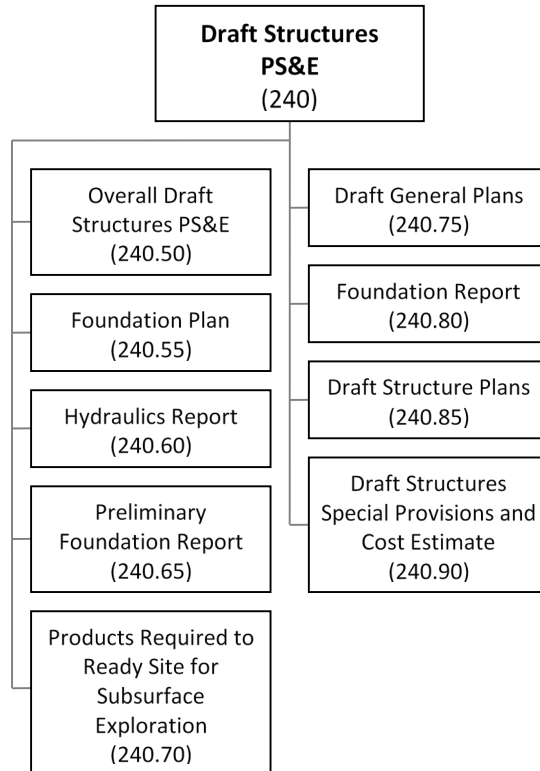 Draft Structures
PS&E
(240)
Overall Draft
Structures PS&E
(240.50)
Foundation Plan
(240.55)
Hydraulics Report
(240.60)
Preliminary
Foundation Report
(240.65)
Products Required to
Ready Site for
Subsurface
Exploration
(240.70)
Draft General Plans
(240.75)
Foundation Report
(240.80)
Draft Structure Plans
(240.85)
Draft Structures
Special Provisions and
Cost Estimate
(240.90)